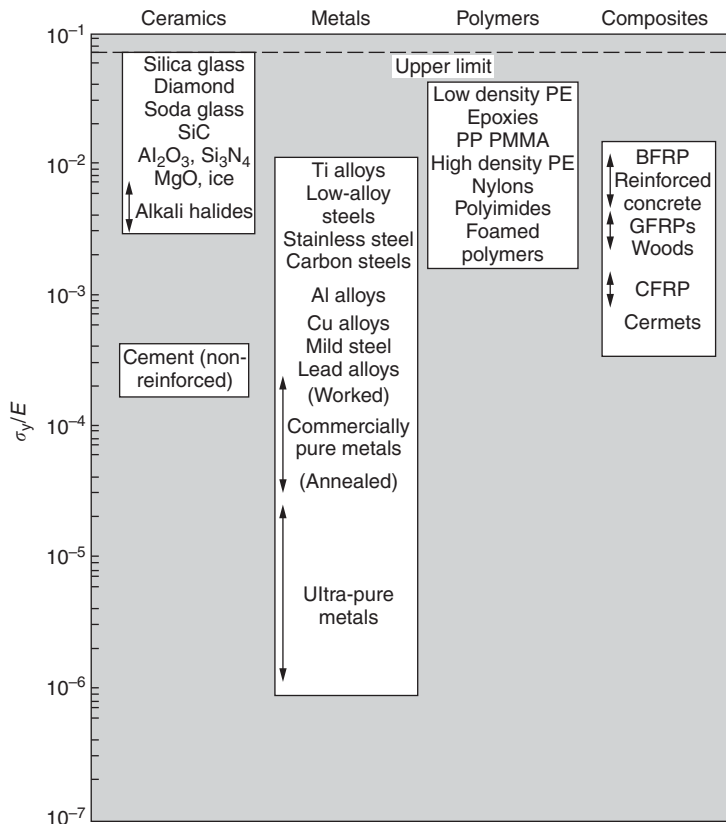 Ceramics Metals Polymers Composites
10⁻¹
10⁻²
10⁻³
10⁻⁴
10⁻⁵
10⁻⁶
10⁻⁷
σy/E
Upper limit
Silica glass
Diamond
Soda glass
SiC
Al₂O₃, Si₃N₄
MgO, ice
Alkali halides
Cement (non-
reinforced)
Ti alloys
Low-alloy
steels
Stainless steel
Carbon steels
Al alloys
Cu alloys
Mild steel
Lead alloys
(Worked)
Commercially
pure metals
(Annealed)
Ultra-pure
metals
Low density PE
Epoxies
PP PMMA
High density PE
Nylons
Polyimides
Foamed
polymers
BFRP
Reinforced
concrete
GFRPs
Woods
CFRP
Cermets